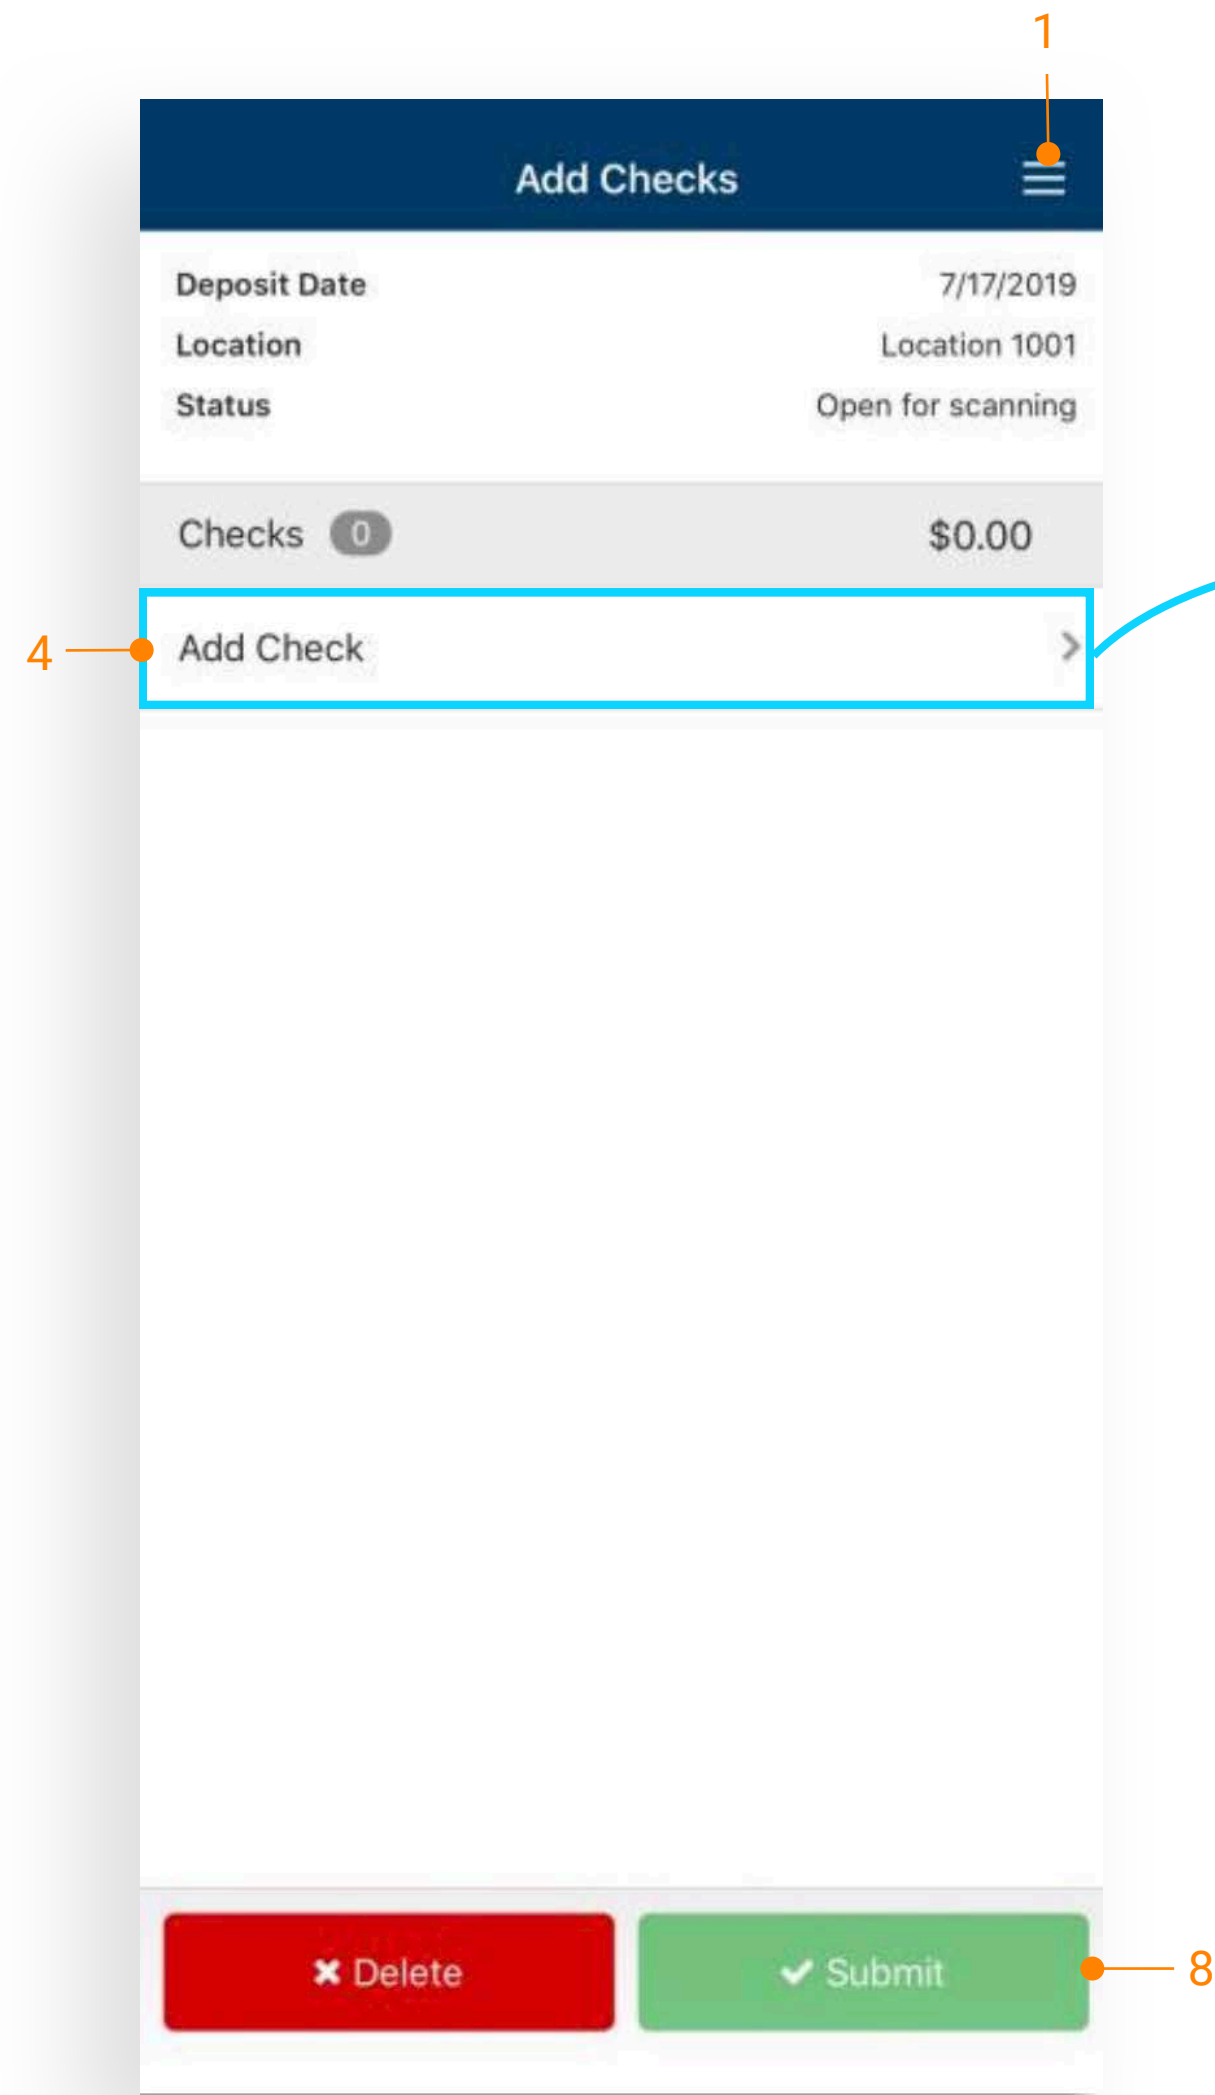 1
Add Checks
Deposit Date 7/17/2019
Location Location 1001
Status Open for scanning
Checks 0 $0.00
4 Add Check
Delete Submit 8